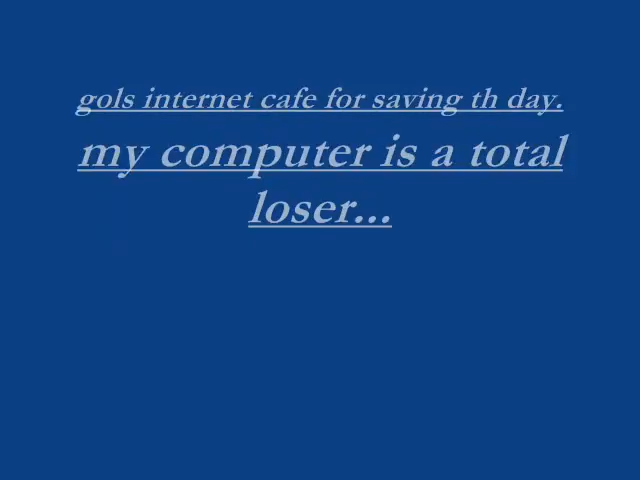 gols internet cafe for saving th day.
my computer is a total
loser...